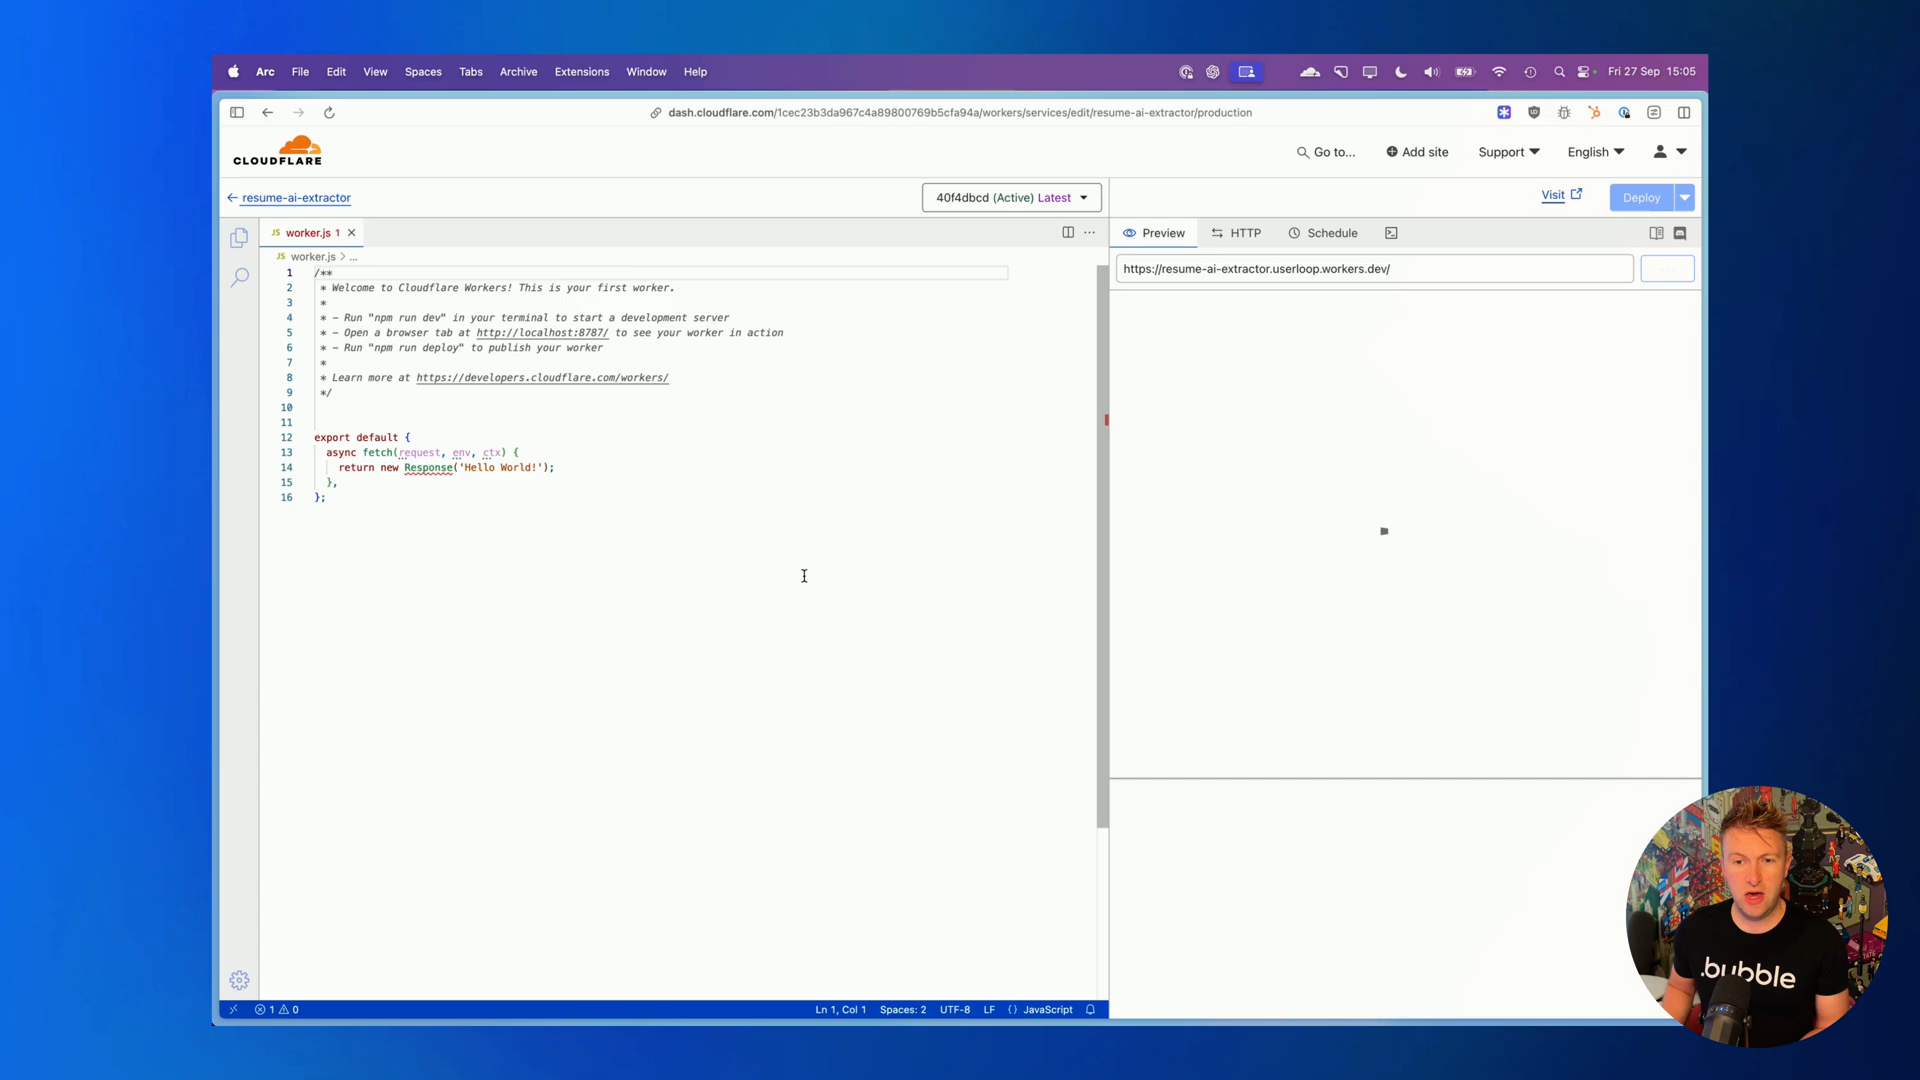 Arc File Edit View Spaces Tabs Archive Extensions Window Help
Fri 27 Sep 15:05
dash.cloudflare.com/1cec23b3da967c4a89800769b5cfa94a/workers/services/edit/resume-ai-extractor/production
CLOUDFLARE
Go to... Add site Support English
← resume-ai-extractor
40f4dbcd (Active) Latest
Visit
Deploy
JS worker.js 1
Preview HTTP Schedule
JS worker.js > ...
https://resume-ai-extractor.userloop.workers.dev/
1 /**
2 * Welcome to Cloudflare Workers! This is your first worker.
3 *
4 * - Run "npm run dev" in your terminal to start a development server
5 * - Open a browser tab at http://localhost:8787/ to see your worker in action
6 * - Run "npm run deploy" to publish your worker
7 *
8 * Learn more at https://developers.cloudflare.com/workers/
9 */
10
11
12 export default {
13 async fetch(request, env, ctx) {
14 return new Response('Hello World!');
15 },
16 };
1 0
Ln 1, Col 1 Spaces: 2 UTF-8 LF {} JavaScript
.bubble